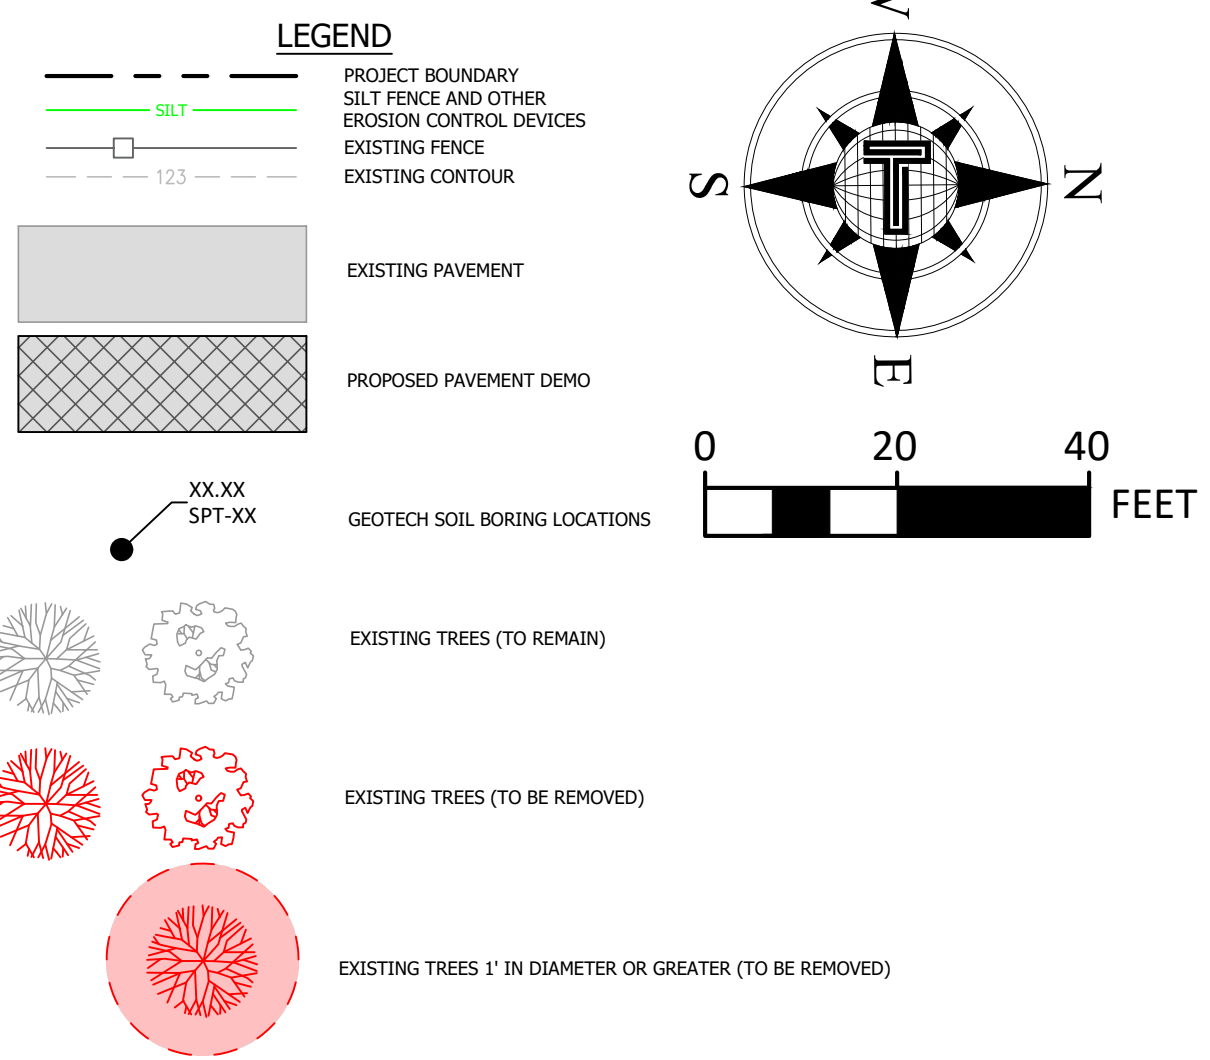 LEGEND
PROJECT BOUNDARY
SILT
SILT FENCE AND OTHER
EROSION CONTROL DEVICES
EXISTING FENCE
123
EXISTING CONTOUR
EXISTING PAVEMENT
PROPOSED PAVEMENT DEMO
XX.XX
SPT-XX
GEOTECH SOIL BORING LOCATIONS
EXISTING TREES (TO REMAIN)
EXISTING TREES (TO BE REMOVED)
EXISTING TREES 1' IN DIAMETER OR GREATER (TO BE REMOVED)
S
T
N
E
0 20 40
FEET